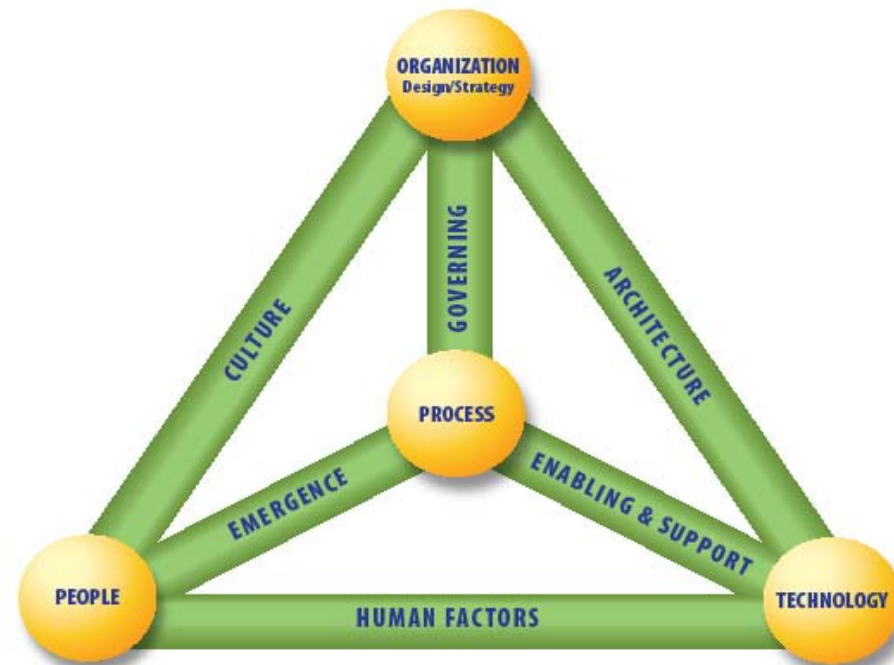 ORGANIZATION
Design/Strategy
GOVERNING
CULTURE
ARCHITECTURE
PROCESS
EMERGENCE
ENABLING & SUPPORT
PEOPLE
HUMAN FACTORS
TECHNOLOGY